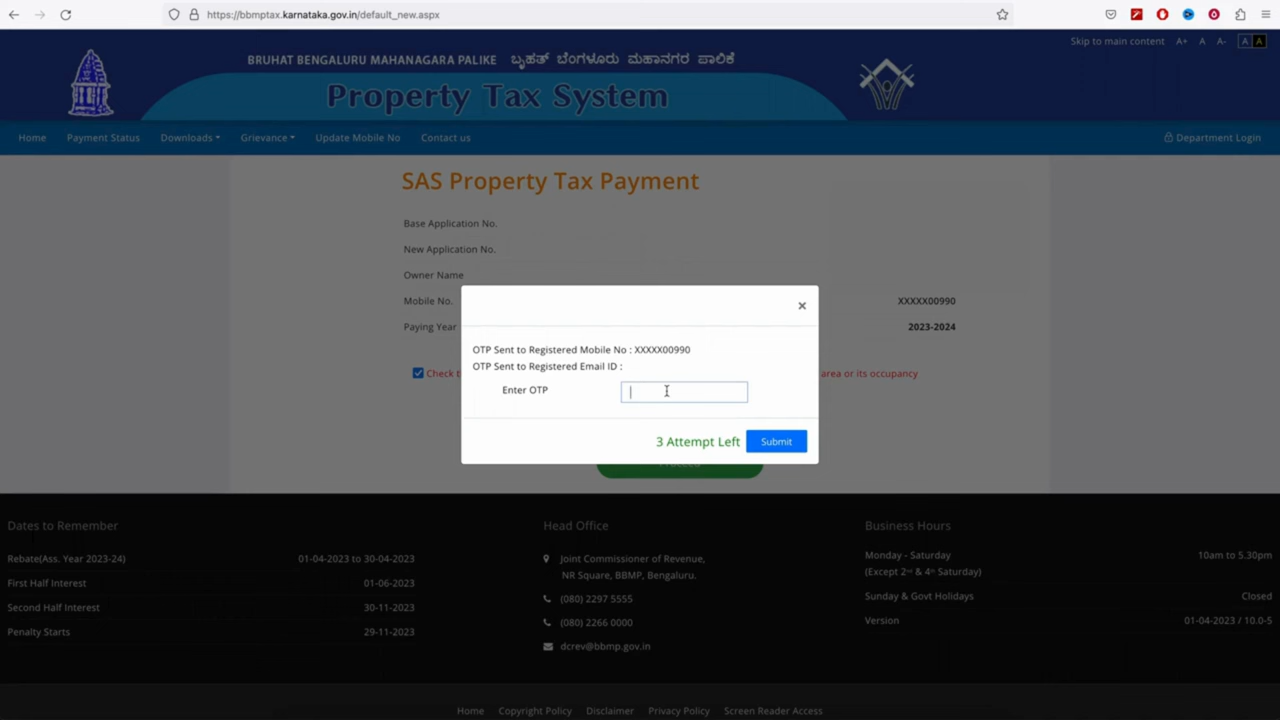 https://bbmptax.karnataka.gov.in/default_new.aspx
Skip to main content A+ A A- A A
BRUHAT BENGALURU MAHANAGARA PALIKE ಬೃಹತ್ ಬೆಂಗಳೂರು ಮಹಾನಗರ ಪಾಲಿಕೆ
Property Tax System
Home Payment Status Downloads Grievance Update Mobile No Contact us Department Login
SAS Property Tax Payment
Base Application No.
New Application No.
Owner Name
Mobile No. XXXXX00990
Paying Year 2023-2024
OTP Sent to Registered Mobile No : XXXXX00990
OTP Sent to Registered Email ID :
Check area or its occupancy
Enter OTP
3 Attempt Left Submit
Dates to Remember
Rebate(Ass. Year 2023-24) 01-04-2023 to 30-04-2023
First Half Interest 01-06-2023
Second Half Interest 30-11-2023
Penalty Starts 29-11-2023
Head Office
Joint Commissioner of Revenue,
NR Square, BBMP, Bengaluru.
(080) 2297 5555
(080) 2266 0000
dcrev@bbmp.gov.in
Business Hours
Monday - Saturday 10am to 5.30pm
(Except 2nd & 4th Saturday)
Sunday & Govt Holidays Closed
Version 01-04-2023 / 10.0-5
Home Copyright Policy Disclaimer Privacy Policy Screen Reader Access